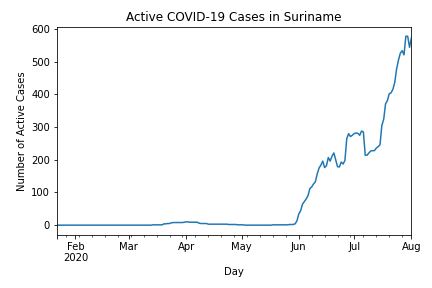 Active COVID-19 Cases in Suriname
Number of Active Cases
600
500
400
300
200
100
0
Feb Mar Apr May Jun Jul Aug
2020
Day